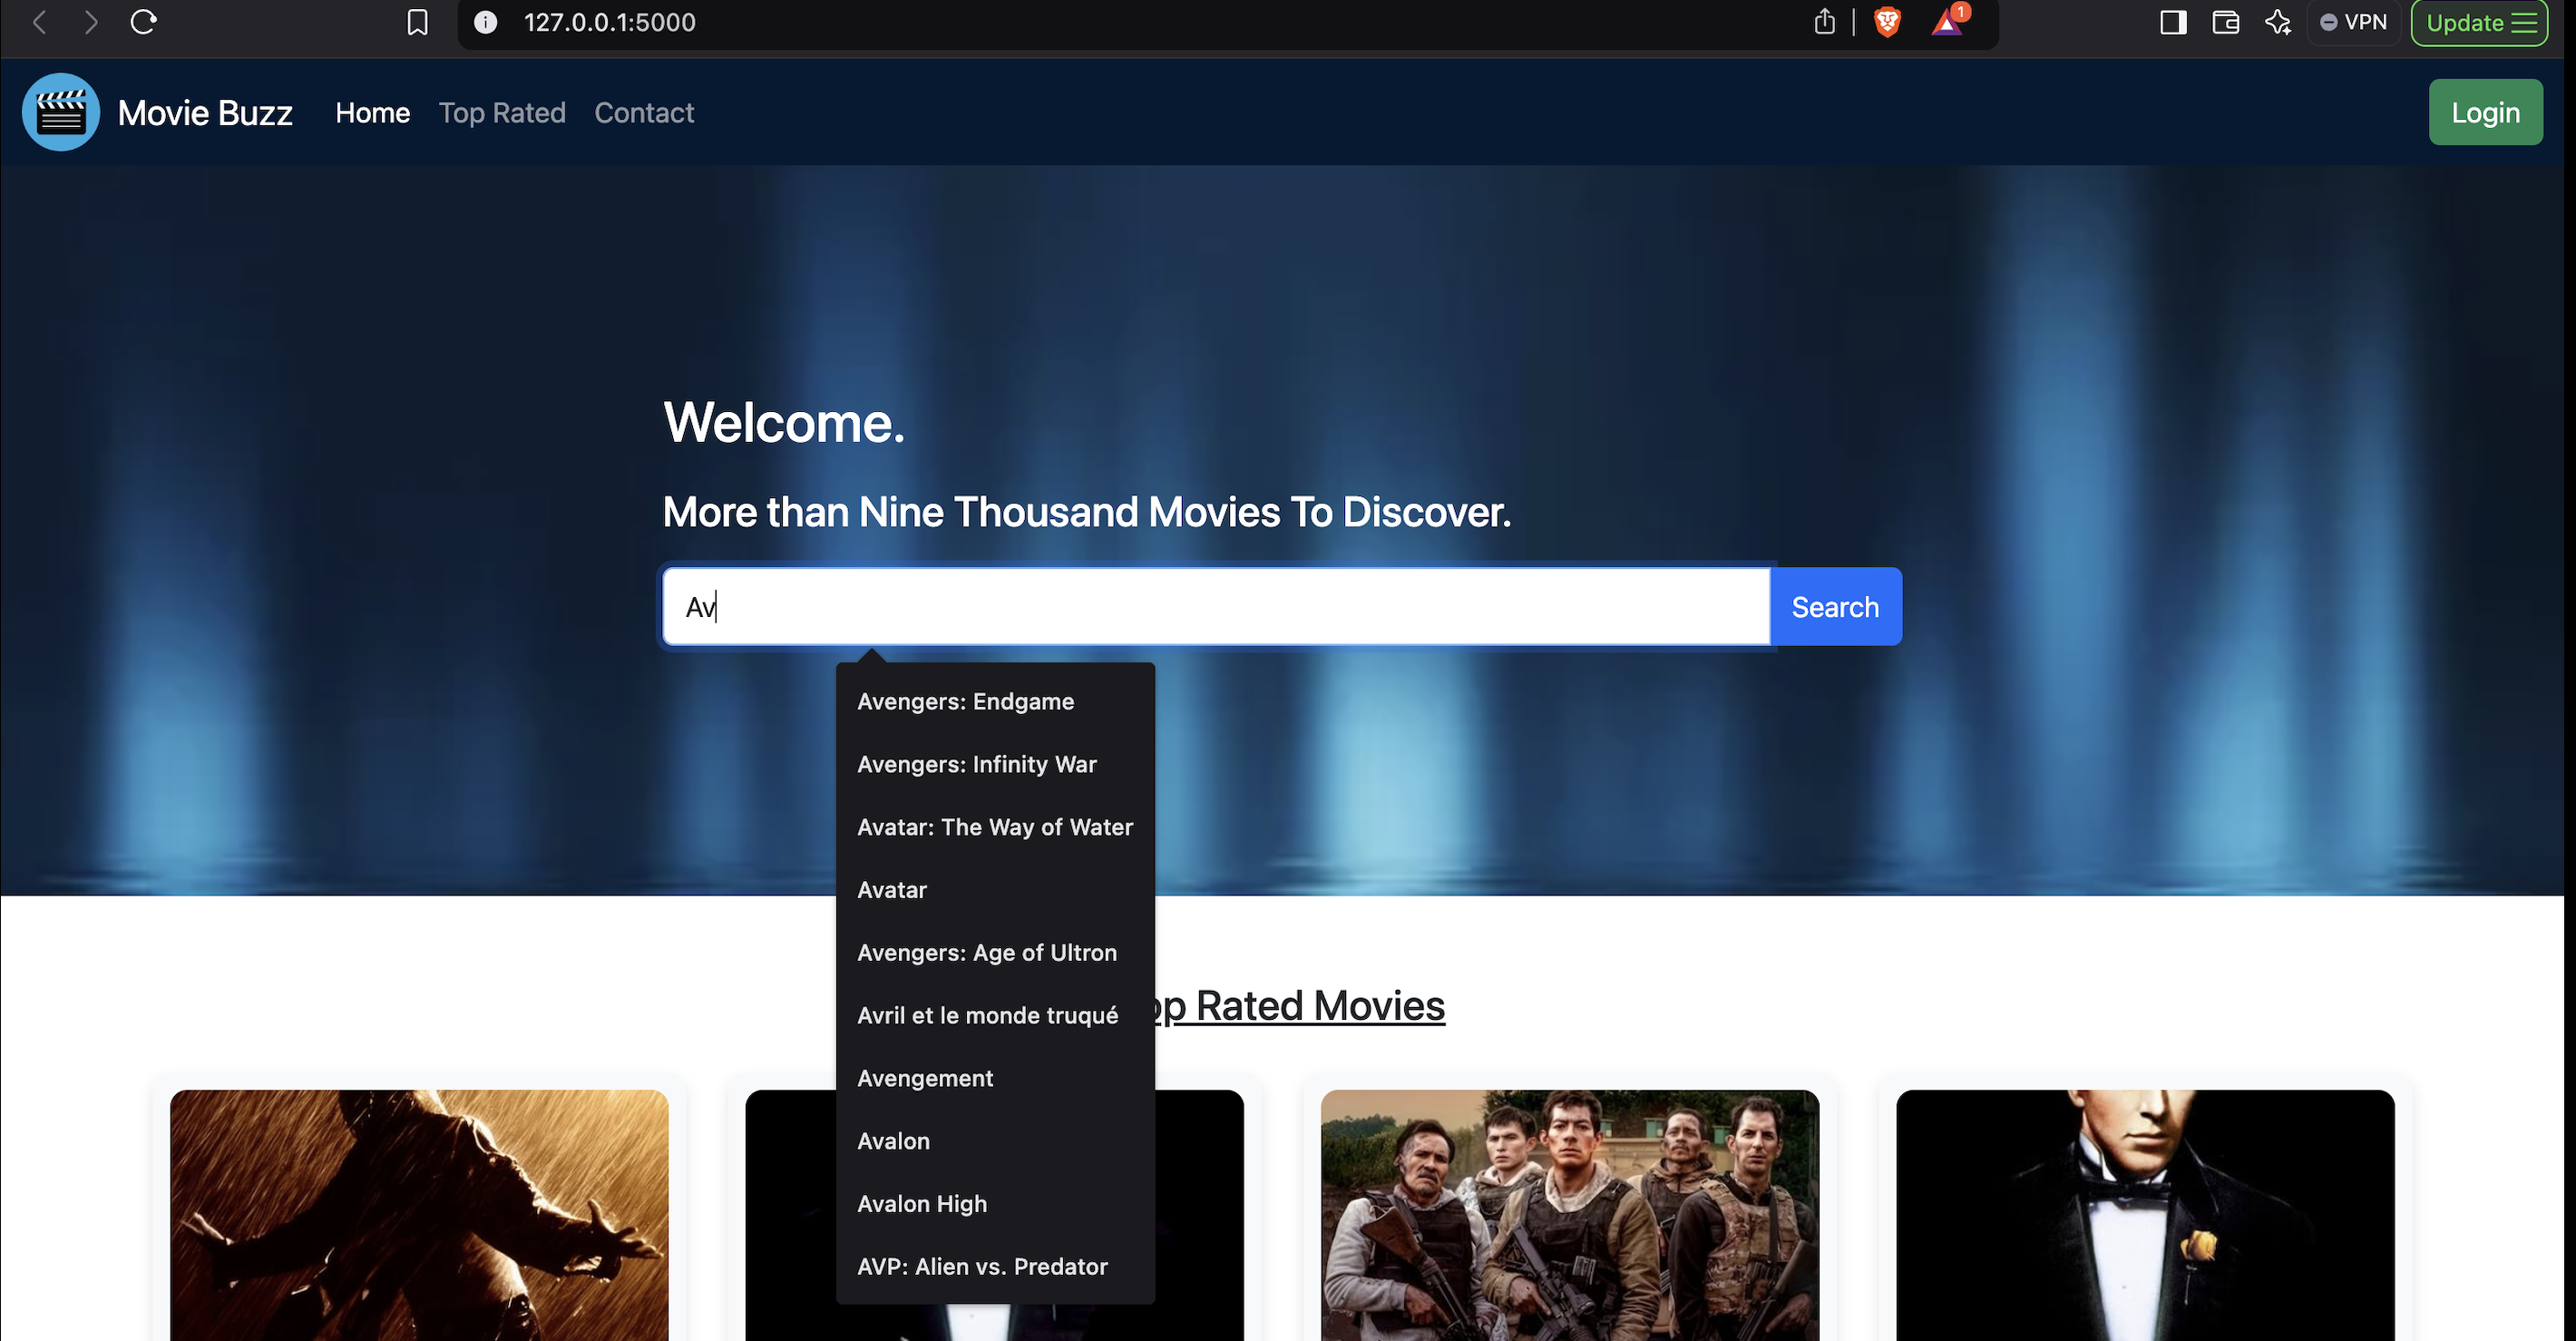 127.0.0.1:5000
1
VPN
Update
Movie Buzz
Home
Top Rated
Contact
Login
Welcome.
More than Nine Thousand Movies To Discover.
Av
Search
Avengers: Endgame
Avengers: Infinity War
Avatar: The Way of Water
Avatar
Avengers: Age of Ultron
Avril et le monde truqué
Avengement
Avalon
Avalon High
AVP: Alien vs. Predator
op Rated Movies